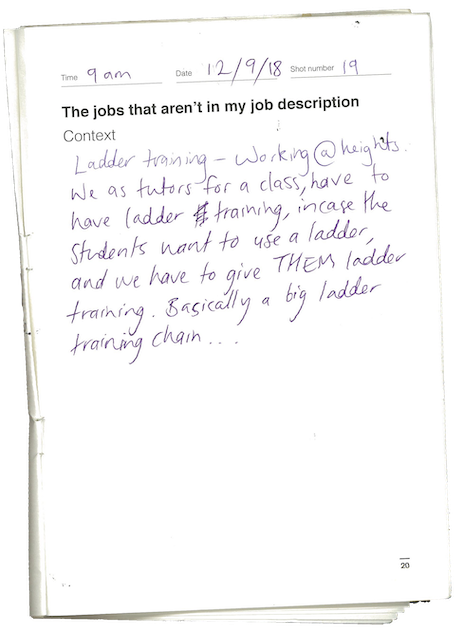 Time 9am Date 12/9/18 Shot number 19
The jobs that aren't in my job description
Context
Ladder training - Working @ heights.
We as tutors for a class, have to
have ladder training, incase the
students want to use a ladder,
and we have to give THEM ladder
training. Basically a big ladder
training chain...
20